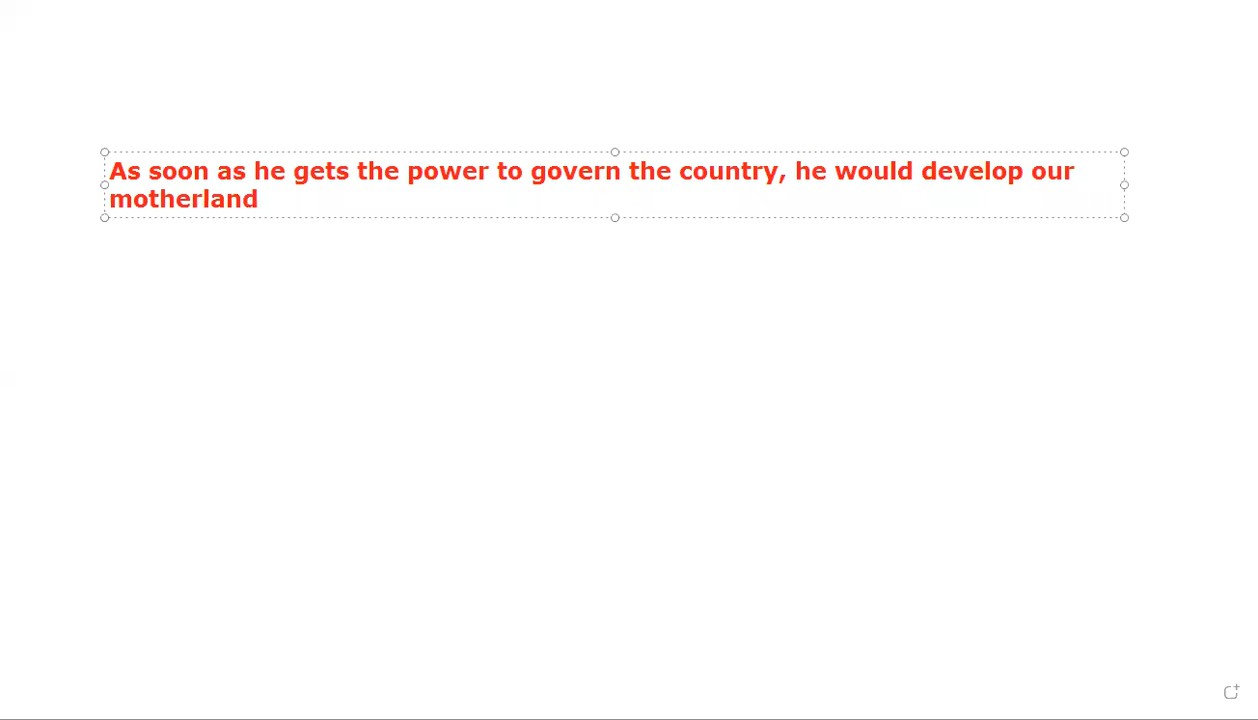 As soon as he gets the power to govern the country, he would develop our
motherland